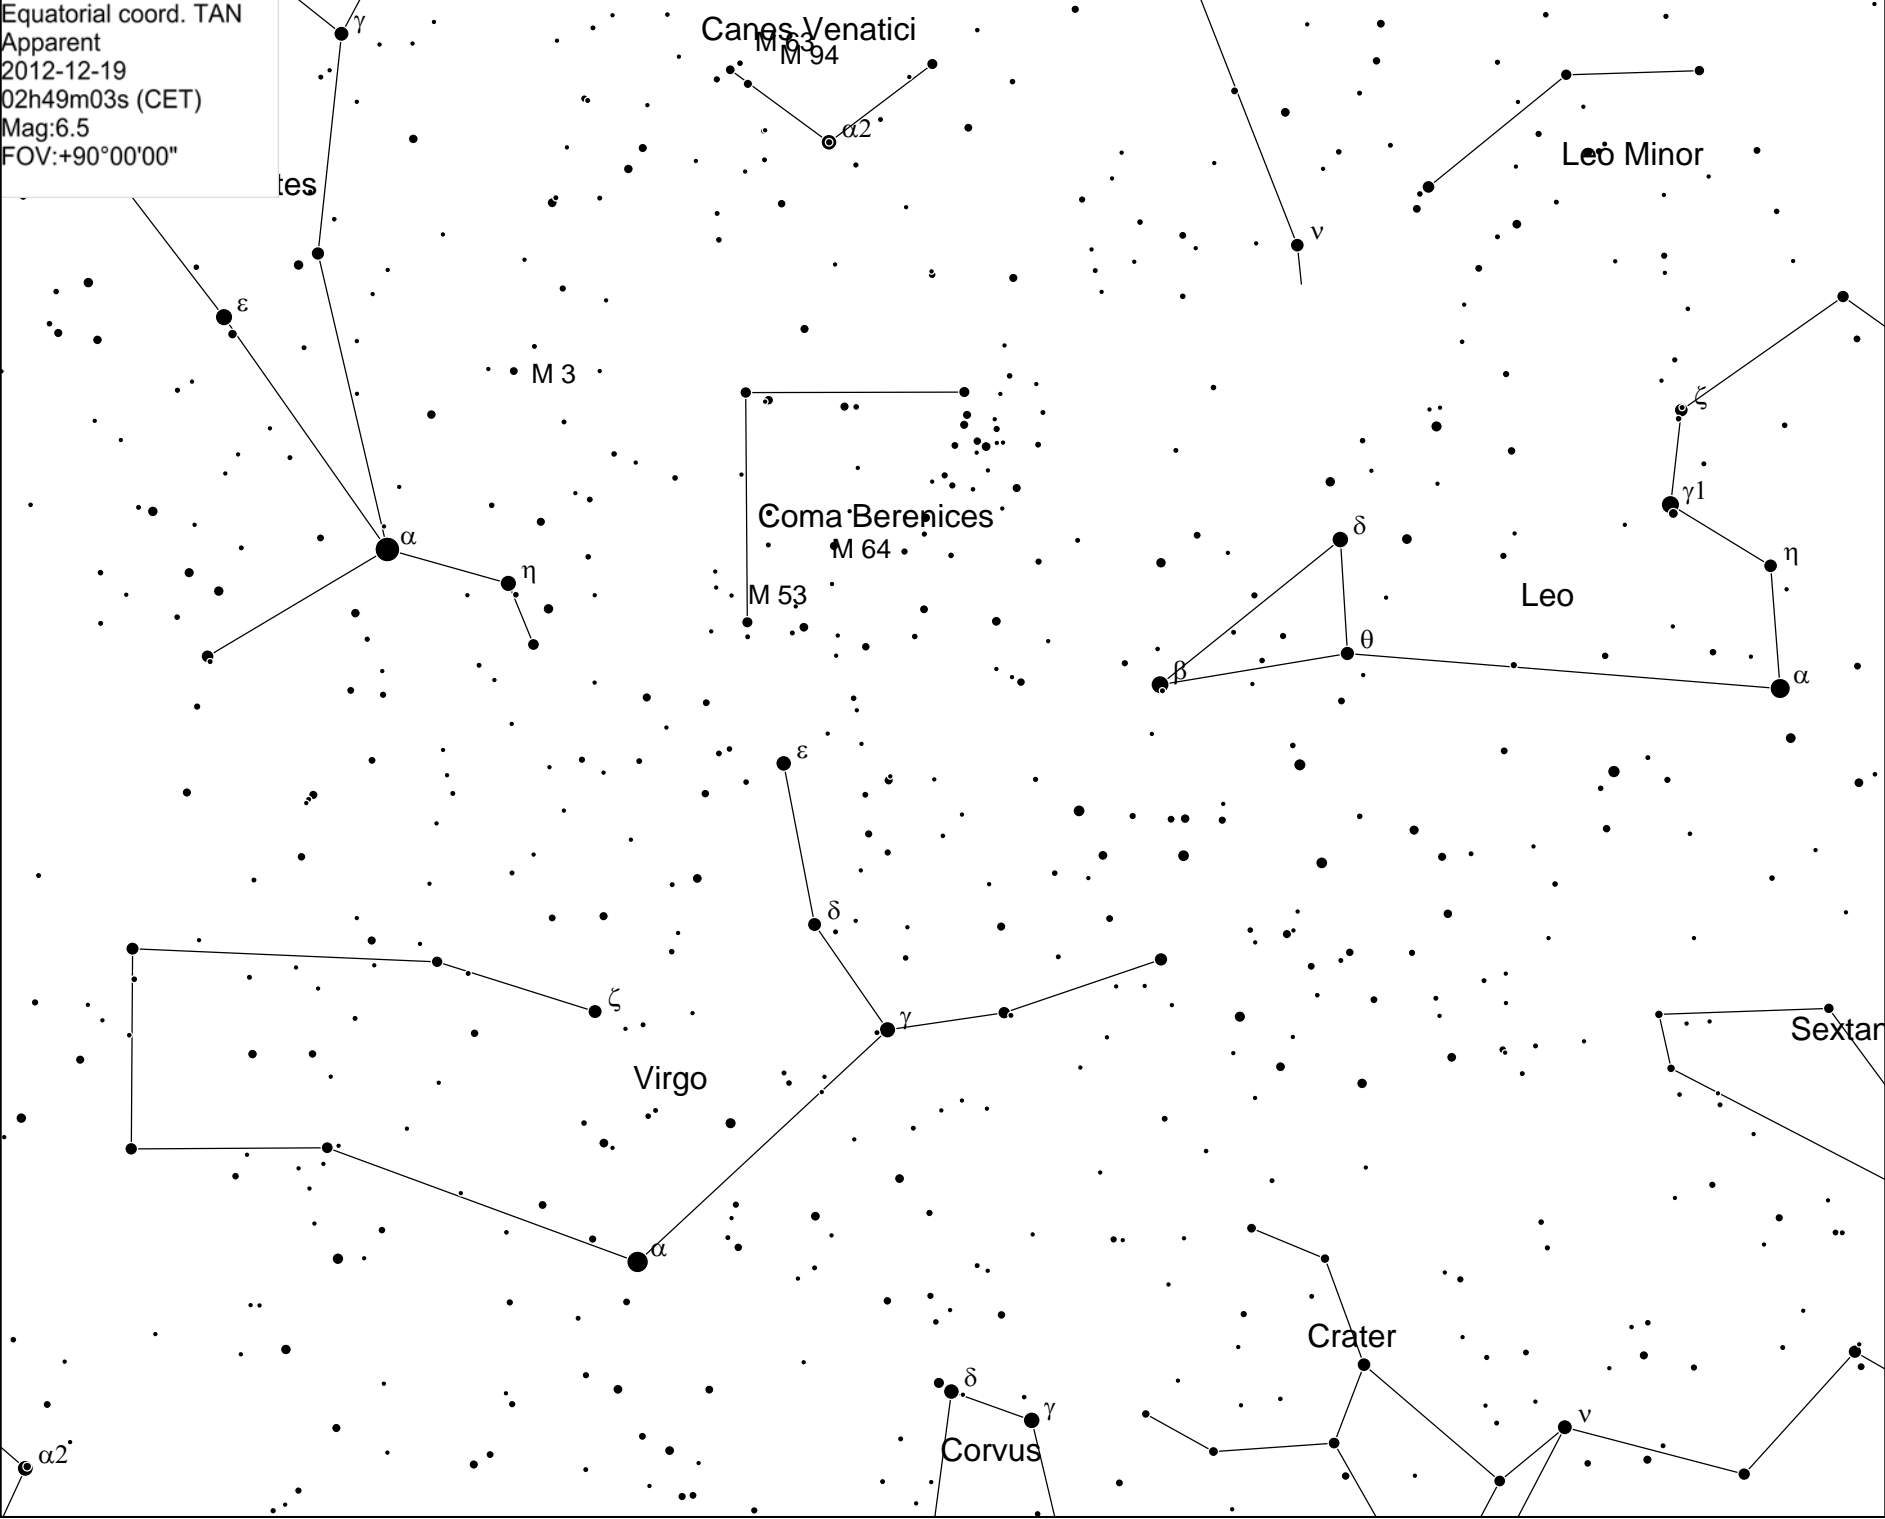 Equatorial coord. TAN
Apparent
2012-12-19
02h49m03s (CET)
Mag:6.5
FOV:+90°00'00"
tes
γ
Canes Venatici
M 63
M 94
α2
Leo Minor
ν
ε
M 3
ζ
γ1
Coma Berenices
M 64
α
δ
η
η
Leo
M 53
θ
β
α
ε
δ
ζ
γ
Sextan
Virgo
α
Crater
δ
γ
ν
Corvus
α2